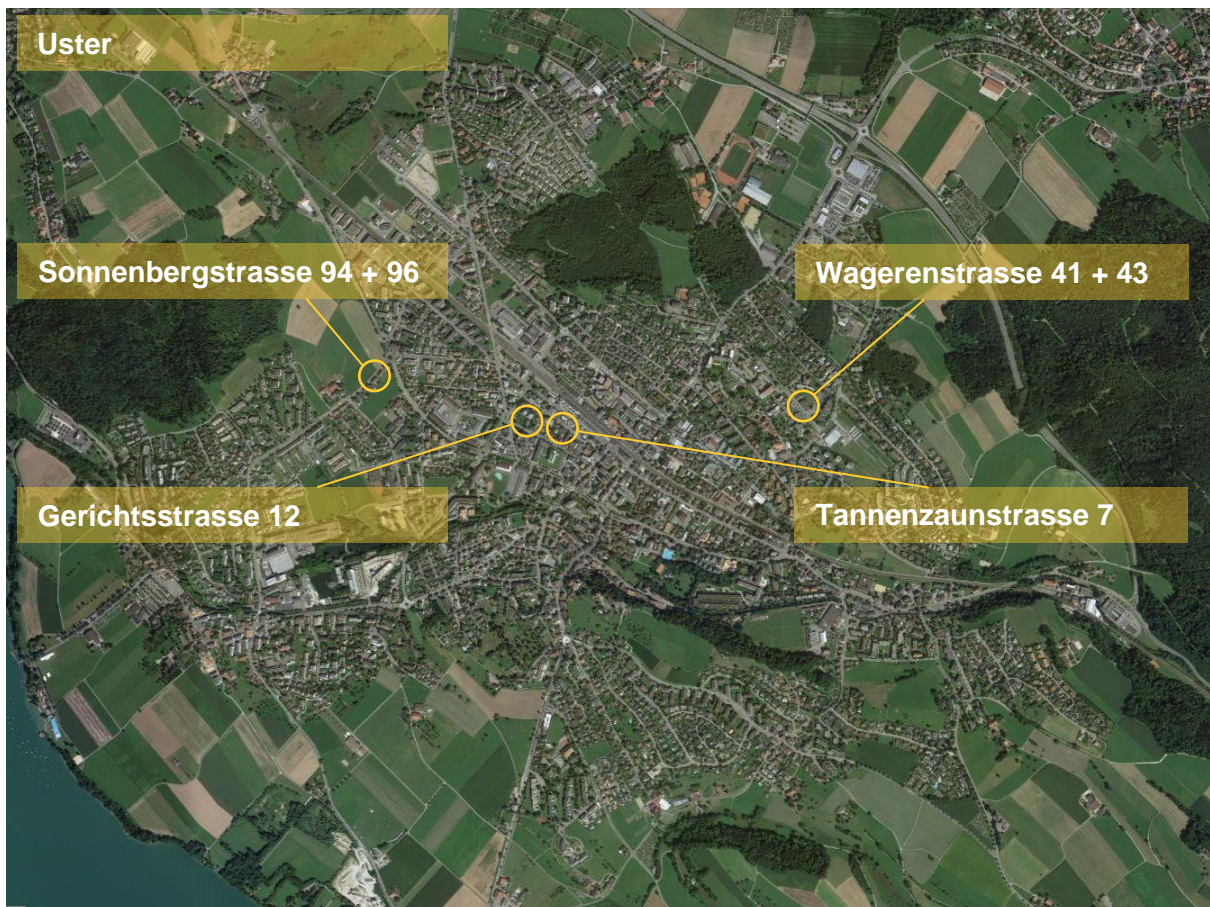 Uster
Sonnenbergstrasse 94 + 96
Wagerenstrasse 41 + 43
Gerichtsstrasse 12
Tannenzaunstrasse 7